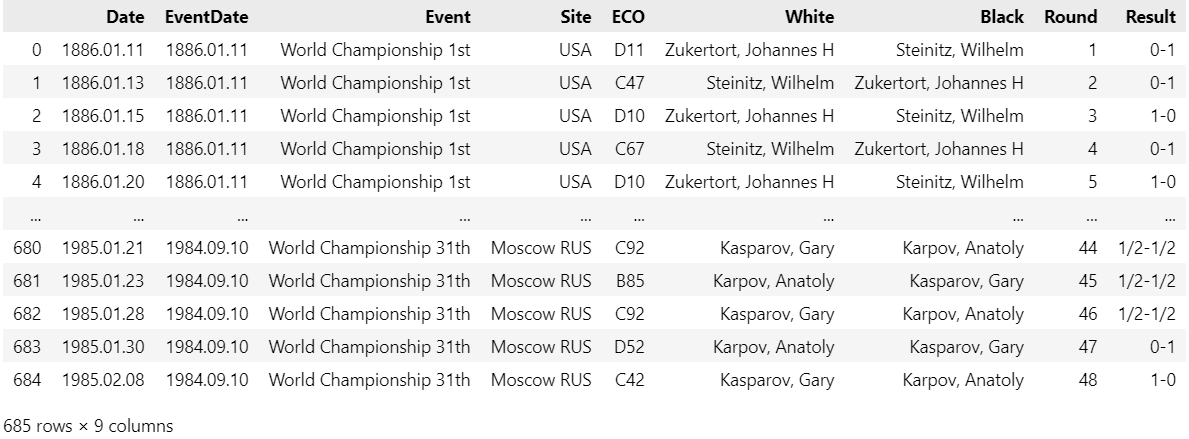 Date EventDate Event Site ECO White Black Round Result
0 1886.01.11 1886.01.11 World Championship 1st USA D11 Zukertort, Johannes H Steinitz, Wilhelm 1 0-1
1 1886.01.13 1886.01.11 World Championship 1st USA C47 Steinitz, Wilhelm Zukertort, Johannes H 2 0-1
2 1886.01.15 1886.01.11 World Championship 1st USA D10 Zukertort, Johannes H Steinitz, Wilhelm 3 1-0
3 1886.01.18 1886.01.11 World Championship 1st USA C67 Steinitz, Wilhelm Zukertort, Johannes H 4 0-1
4 1886.01.20 1886.01.11 World Championship 1st USA D10 Zukertort, Johannes H Steinitz, Wilhelm 5 1-0
... ... ... ... ... ... ... ... ... ...
680 1985.01.21 1984.09.10 World Championship 31th Moscow RUS C92 Kasparov, Gary Karpov, Anatoly 44 1/2-1/2
681 1985.01.23 1984.09.10 World Championship 31th Moscow RUS B85 Karpov, Anatoly Kasparov, Gary 45 1/2-1/2
682 1985.01.28 1984.09.10 World Championship 31th Moscow RUS C92 Kasparov, Gary Karpov, Anatoly 46 1/2-1/2
683 1985.01.30 1984.09.10 World Championship 31th Moscow RUS D52 Karpov, Anatoly Kasparov, Gary 47 0-1
684 1985.02.08 1984.09.10 World Championship 31th Moscow RUS C42 Kasparov, Gary Karpov, Anatoly 48 1-0
685 rows × 9 columns